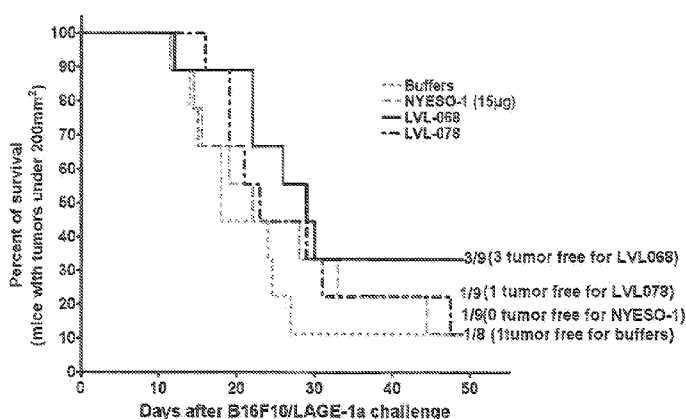 Percent of survival
(mice with tumors under 200mm²)
100
90
80
70
60
50
40
30
20
10
0
0
10
20
30
40
50
Days after B16F10/LAGE-1a challenge
Buffers
NYESO-1 (15µg)
LVL-068
LVL-078
3/9 (3 tumor free for LVL068)
1/9 (1 tumor free for LVL078)
1/9 (0 tumor free for NYESO-1)
1/8 (1tumor free for buffers)